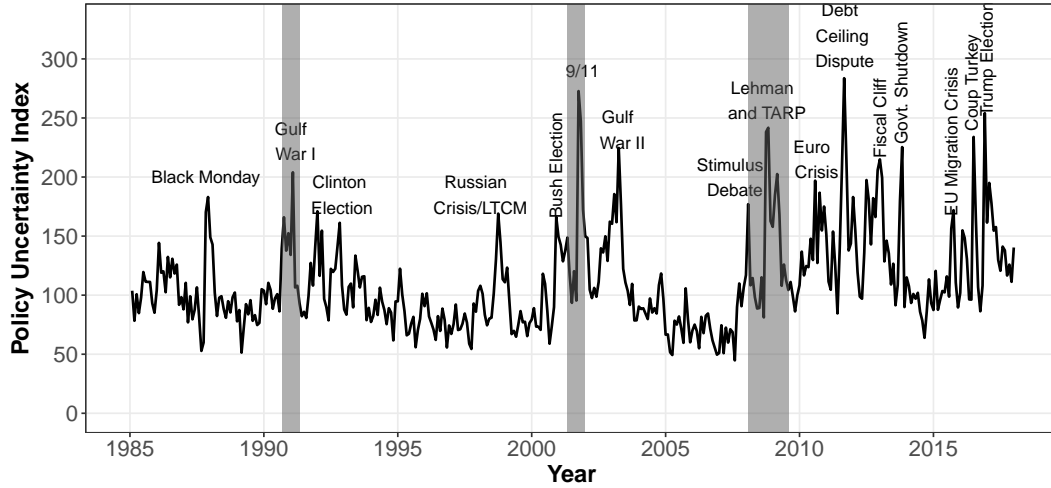 Policy Uncertainty Index
300
250
200
150
100
50
0
Black Monday
Gulf
War I
Clinton
Election
Russian
Crisis/LTCM
Bush Election
9/11
Gulf
War II
Stimulus
Debate
Lehman
and TARP
Euro
Crisis
Debt
Ceiling
Dispute
Fiscal Cliff
Govt. Shutdown
EU Migration Crisis
Coup Turkey
Trump Election
1985
1990
1995
2000
2005
2010
2015
Year